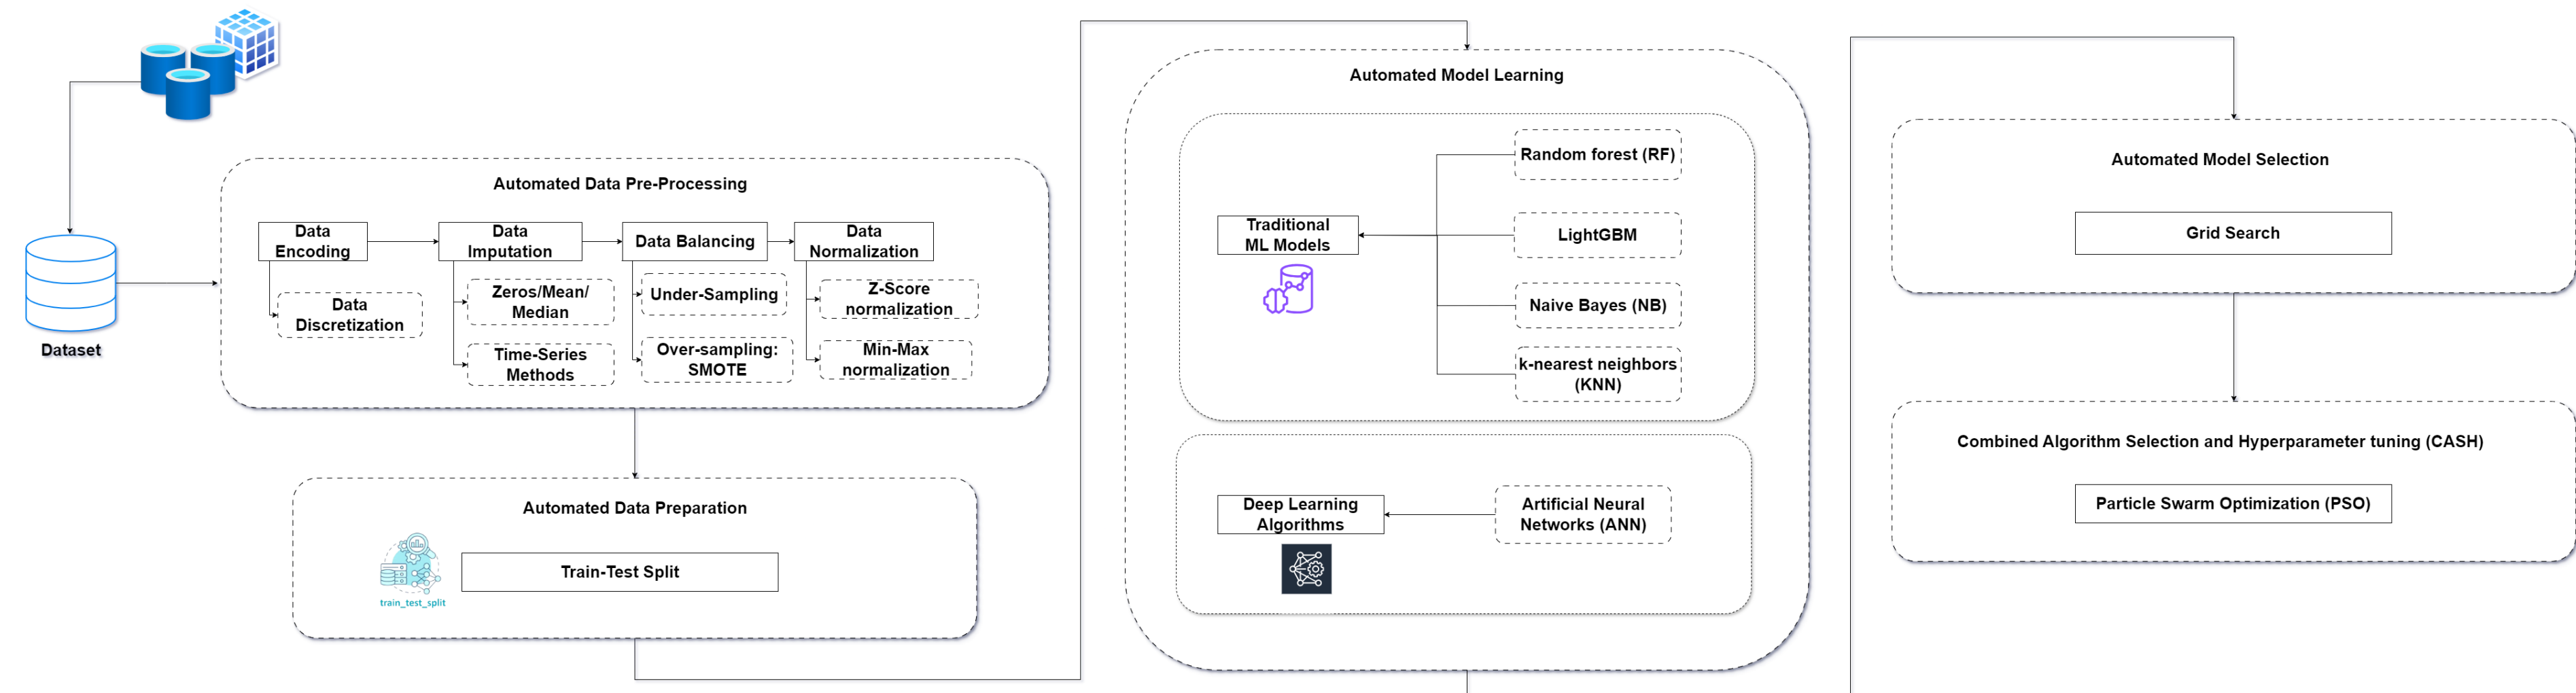 Dataset
Automated Data Pre-Processing
Data
Encoding
Data
Imputation
Data Balancing
Data
Normalization
Data
Discretization
Zeros/Mean/
Median
Time-Series
Methods
Under-Sampling
Over-sampling:
SMOTE
Z-Score
normalization
Min-Max
normalization
Automated Data Preparation
train_test_split
Train-Test Split
Automated Model Learning
Traditional
ML Models
Random forest (RF)
LightGBM
Naive Bayes (NB)
k-nearest neighbors
(KNN)
Deep Learning
Algorithms
Artificial Neural
Networks (ANN)
Automated Model Selection
Grid Search
Combined Algorithm Selection and Hyperparameter tuning (CASH)
Particle Swarm Optimization (PSO)